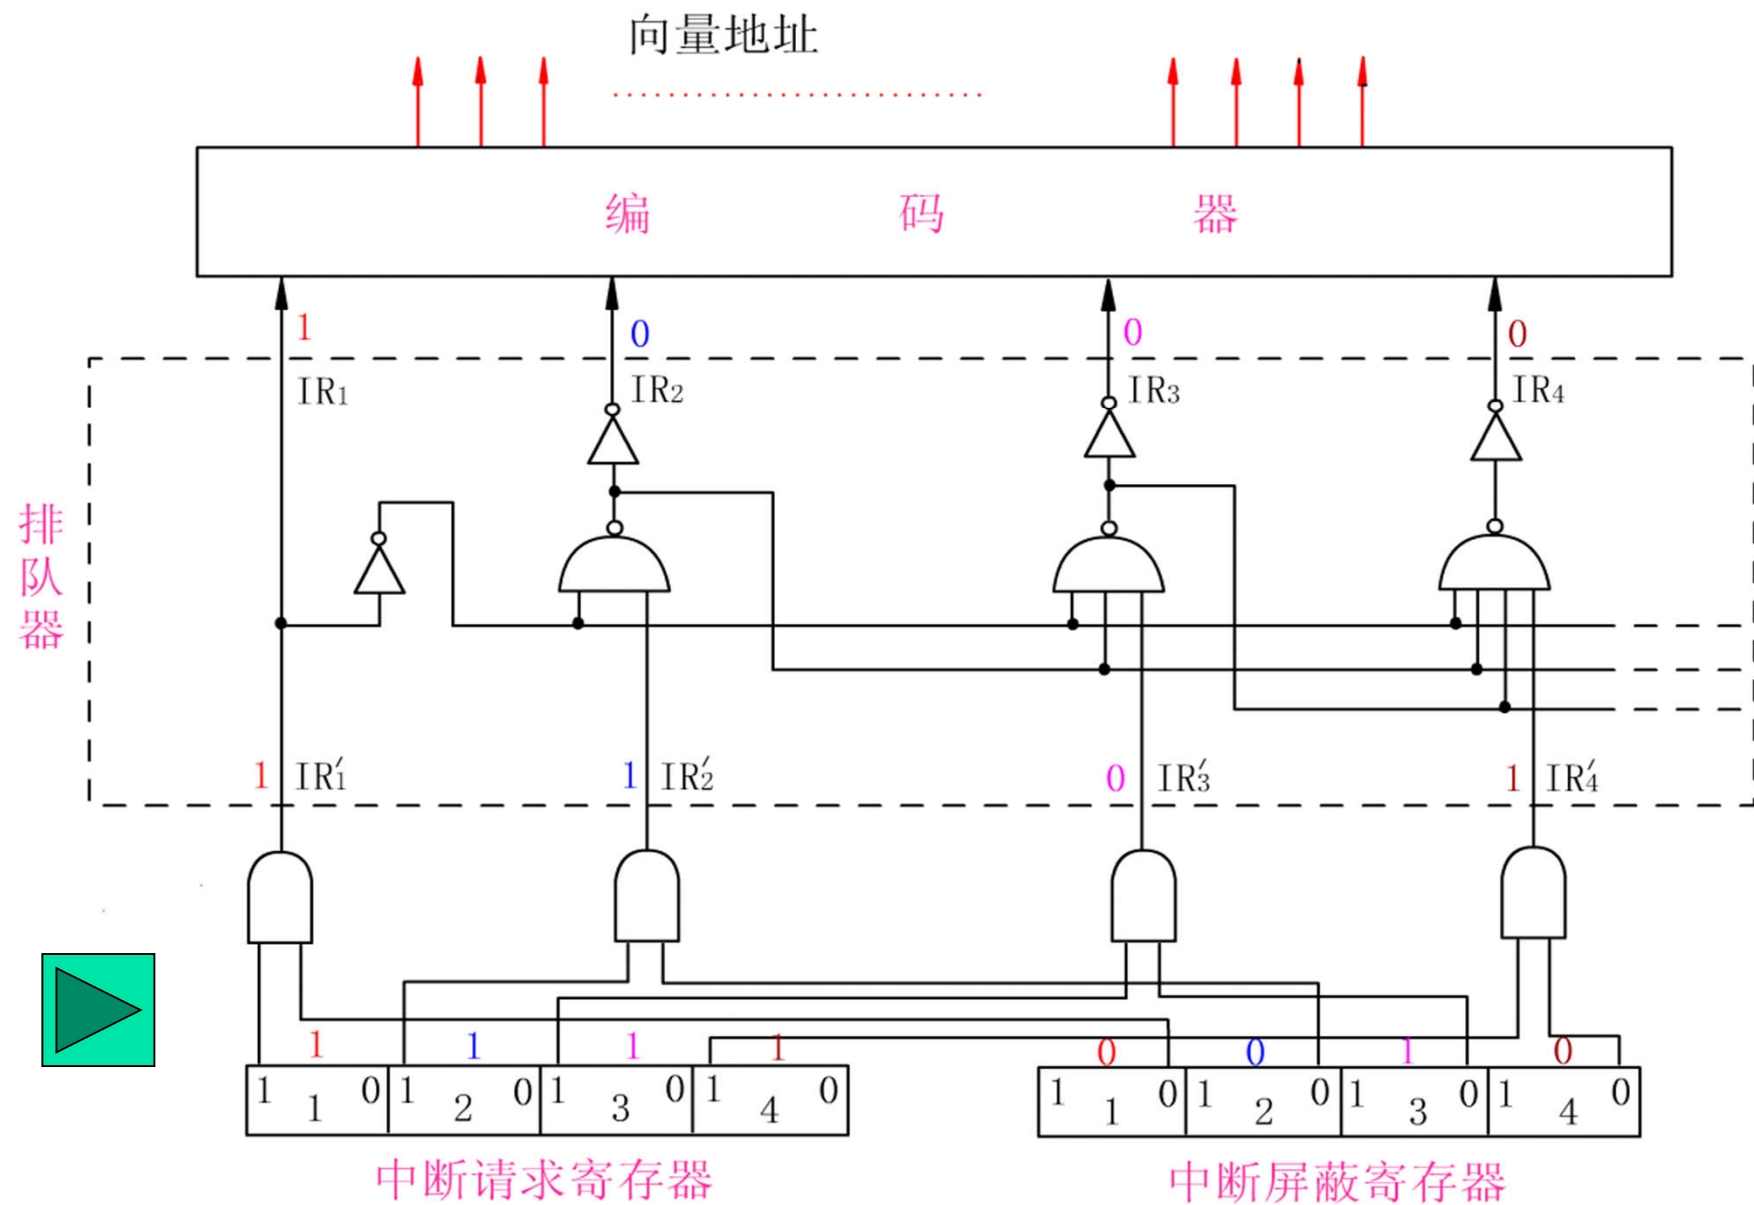 向量地址
编 码 器
1 0 0 0
IR1 IR2 IR3 IR4
排队器
1 IR′1 1 IR′2 0 IR′3 1 IR′4
1 1 1 1 0 0 1 0
1 1 0 1 2 0 1 3 0 1 4 0 1 1 0 1 2 0 1 3 0 1 4 0
中断请求寄存器 中断屏蔽寄存器